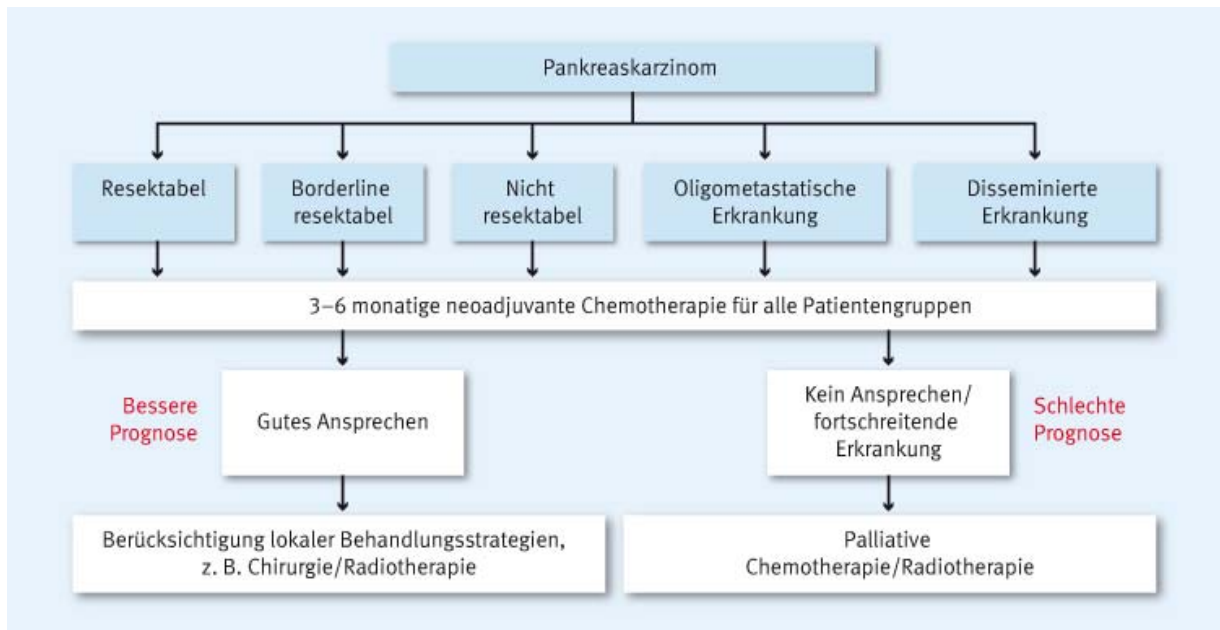 Pankreaskarzinom
Resektabel
Borderline
resektabel
Nicht
resektabel
Oligometastatische
Erkrankung
Disseminierte
Erkrankung
3–6 monatige neoadjuvante Chemotherapie für alle Patientengruppen
Bessere
Prognose
Gutes Ansprechen
Kein Ansprechen/
fortschreitende
Erkrankung
Schlechte
Prognose
Berücksichtigung lokaler Behandlungsstrategien,
z. B. Chirurgie/Radiotherapie
Palliative
Chemotherapie/Radiotherapie